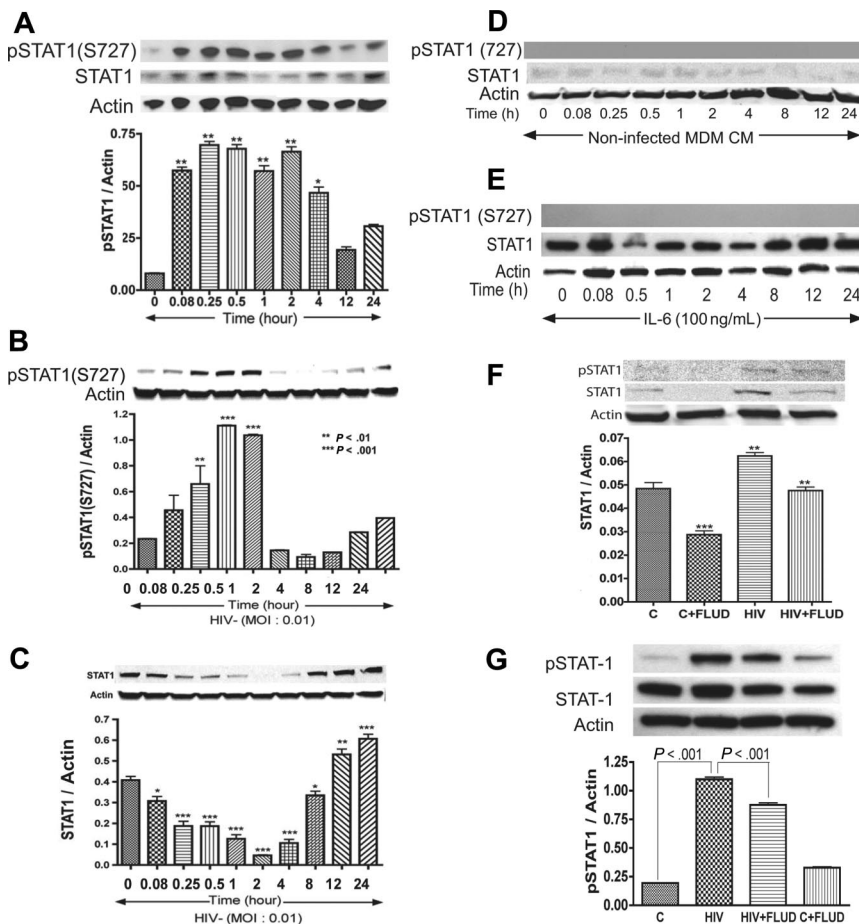 A
pSTAT1(S727)
STAT1
Actin
pSTAT1 / Actin
0.75
50
25
0.00
** ** ** ** ** *
0 0.08 0.25 0.5 1 2 4 12 24
Time (hour)
B
pSTAT1(S727)
Actin
pSTAT1(S727) / Actin
1.2
1.0
0.8
0.6
0.4
0.2
0.0
** *** ***
** P < .01
*** P < .001
0 0.08 0.25 0.5 1 2 4 8 12 24
Time (hour)
HIV- (MOI : 0.01)
C
STAT1
Actin
STAT1 / Actin
0.7
0.6
0.5
0.4
0.3
0.2
0.1
0.0
* *** *** *** *** *** * ** ***
0 0.08 0.25 0.5 1 2 4 8 12 24
Time (hour)
HIV- (MOI : 0.01)
D
pSTAT1 (727)
STAT1
Actin
Time (h) 0 0.08 0.25 0.5 1 2 4 8 12 24
Non-infected MDM CM
E
pSTAT1 (S727)
STAT1
Actin
Time (h) 0 0.08 0.5 1 2 4 8 12 24
IL-6 (100 ng/mL)
F
pSTAT1
STAT1
Actin
STAT1 / Actin
0.07
0.06
0.05
0.04
0.03
0.02
0.01
0.00
*** ** **
C C+FLUD HIV HIV+FLUD
G
pSTAT-1
STAT-1
Actin
pSTAT1 / Actin
P < .001 P < .001
1.25
1.00
0.75
0.50
0.25
0.00
C HIV HIV+FLUD C+FLUD